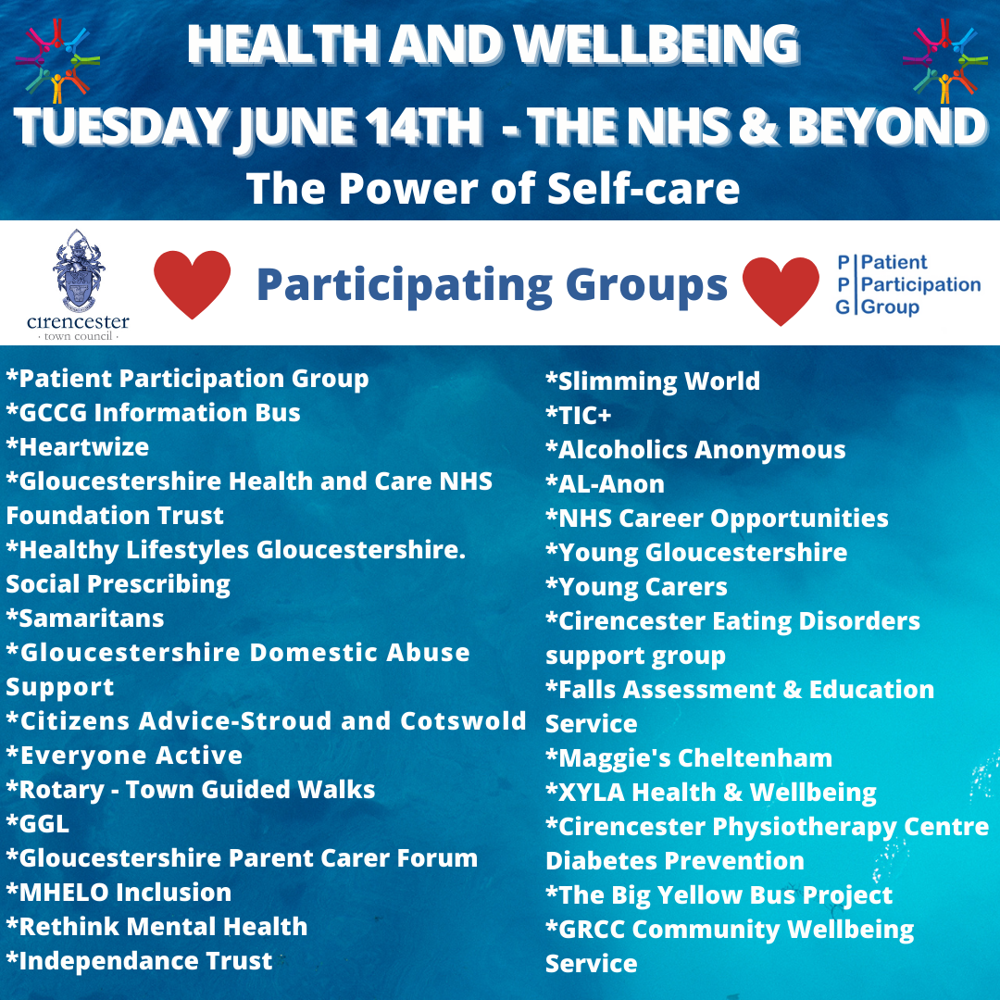 HEALTH AND WELLBEING
TUESDAY JUNE 14TH - THE NHS & BEYOND
The Power of Self-care
cirencester
· town council ·
Participating Groups
P|Patient
P|Participation
G|Group
*Patient Participation Group
*GCCG Information Bus
*Heartwize
*Gloucestershire Health and Care NHS
Foundation Trust
*Healthy Lifestyles Gloucestershire.
Social Prescribing
*Samaritans
*Gloucestershire Domestic Abuse
Support
*Citizens Advice-Stroud and Cotswold
*Everyone Active
*Rotary - Town Guided Walks
*GGL
*Gloucestershire Parent Carer Forum
*MHELO Inclusion
*Rethink Mental Health
*Independance Trust
*Slimming World
*TIC+
*Alcoholics Anonymous
*AL-Anon
*NHS Career Opportunities
*Young Gloucestershire
*Young Carers
*Cirencester Eating Disorders
support group
*Falls Assessment & Education
Service
*Maggie's Cheltenham
*XYLA Health & Wellbeing
*Cirencester Physiotherapy Centre
Diabetes Prevention
*The Big Yellow Bus Project
*GRCC Community Wellbeing
Service